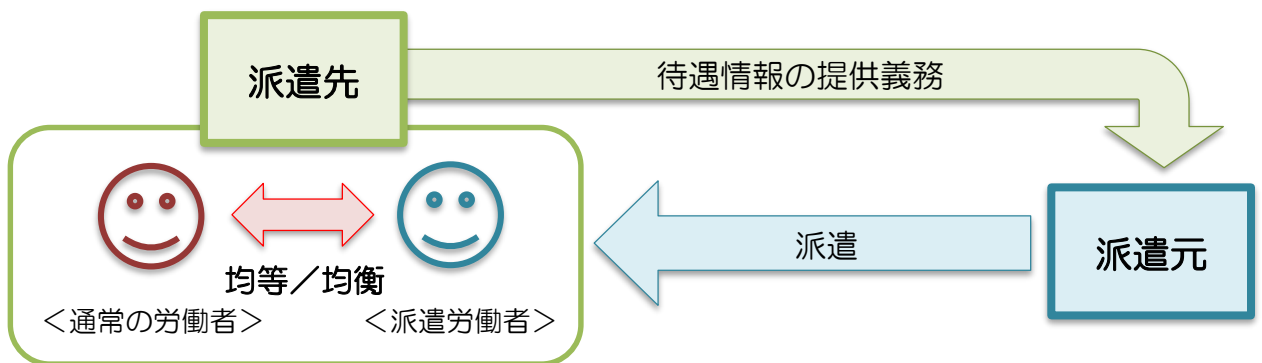 派遣先
待遇情報の提供義務
派遣
派遣元
均等／均衡
＜通常の労働者＞
＜派遣労働者＞